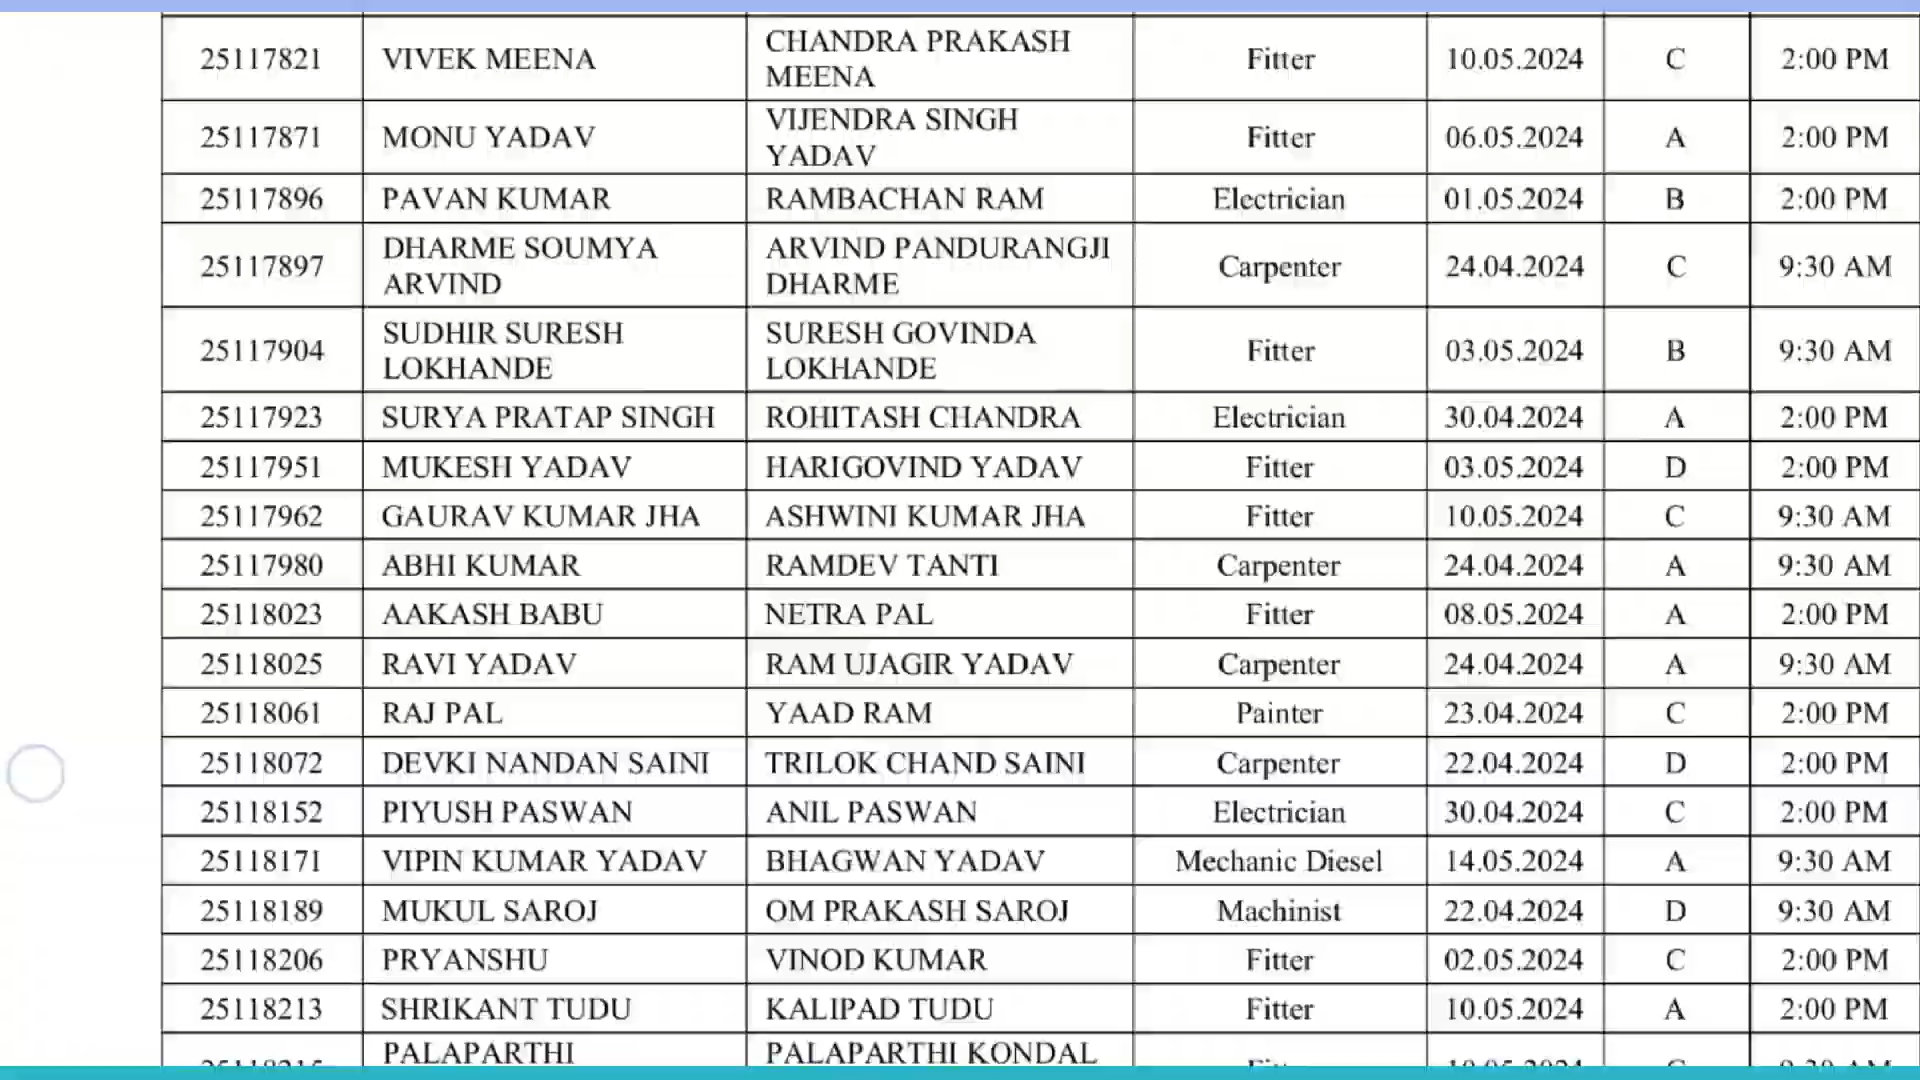 25117821 VIVEK MEENA CHANDRA PRAKASH MEENA Fitter 10.05.2024 C 2:00 PM
25117871 MONU YADAV VIJENDRA SINGH YADAV Fitter 06.05.2024 A 2:00 PM
25117896 PAVAN KUMAR RAMBACHAN RAM Electrician 01.05.2024 B 2:00 PM
25117897 DHARME SOUMYA ARVIND ARVIND PANDURANGJI DHARME Carpenter 24.04.2024 C 9:30 AM
25117904 SUDHIR SURESH LOKHANDE SURESH GOVINDA LOKHANDE Fitter 03.05.2024 B 9:30 AM
25117923 SURYA PRATAP SINGH ROHITASH CHANDRA Electrician 30.04.2024 A 2:00 PM
25117951 MUKESH YADAV HARIGOVIND YADAV Fitter 03.05.2024 D 2:00 PM
25117962 GAURAV KUMAR JHA ASHWINI KUMAR JHA Fitter 10.05.2024 C 9:30 AM
25117980 ABHI KUMAR RAMDEV TANTI Carpenter 24.04.2024 A 9:30 AM
25118023 AAKASH BABU NETRA PAL Fitter 08.05.2024 A 2:00 PM
25118025 RAVI YADAV RAM UJAGIR YADAV Carpenter 24.04.2024 A 9:30 AM
25118061 RAJ PAL YAAD RAM Painter 23.04.2024 C 2:00 PM
25118072 DEVKI NANDAN SAINI TRILOK CHAND SAINI Carpenter 22.04.2024 D 2:00 PM
25118152 PIYUSH PASWAN ANIL PASWAN Electrician 30.04.2024 C 2:00 PM
25118171 VIPIN KUMAR YADAV BHAGWAN YADAV Mechanic Diesel 14.05.2024 A 9:30 AM
25118189 MUKUL SAROJ OM PRAKASH SAROJ Machinist 22.04.2024 D 9:30 AM
25118206 PRYANSHU VINOD KUMAR Fitter 02.05.2024 C 2:00 PM
25118213 SHRIKANT TUDU KALIPAD TUDU Fitter 10.05.2024 A 2:00 PM
PALAPARTHI PALAPARTHI KONDAL